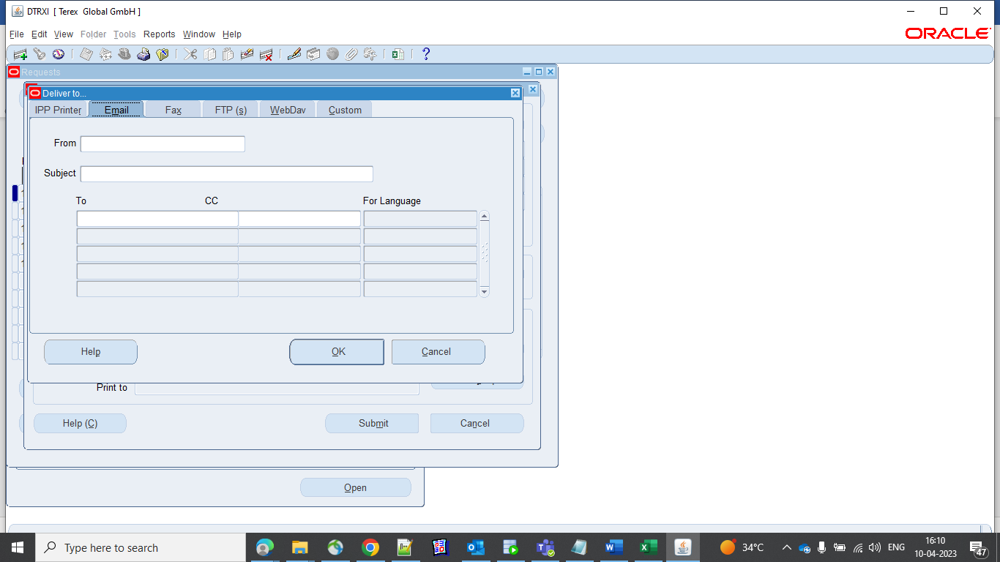 DTRXI [ Terex Global GmbH ]
File Edit View Folder Tools Reports Window Help
ORACLE
Requests
Deliver to...
IPP Printer Email Fax FTP (s) WebDav Custom
From
Subject
To CC For Language
Help OK Cancel
Print to
Help (C) Submit Cancel
Open
Type here to search
34°C
ENG
16:10
10-04-2023
47